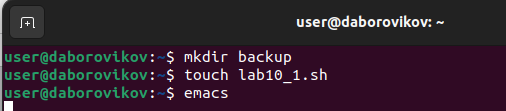 user@daborovikov: ~
user@daborovikov:~$ mkdir backup
user@daborovikov:~$ touch lab10_1.sh
user@daborovikov:~$ emacs